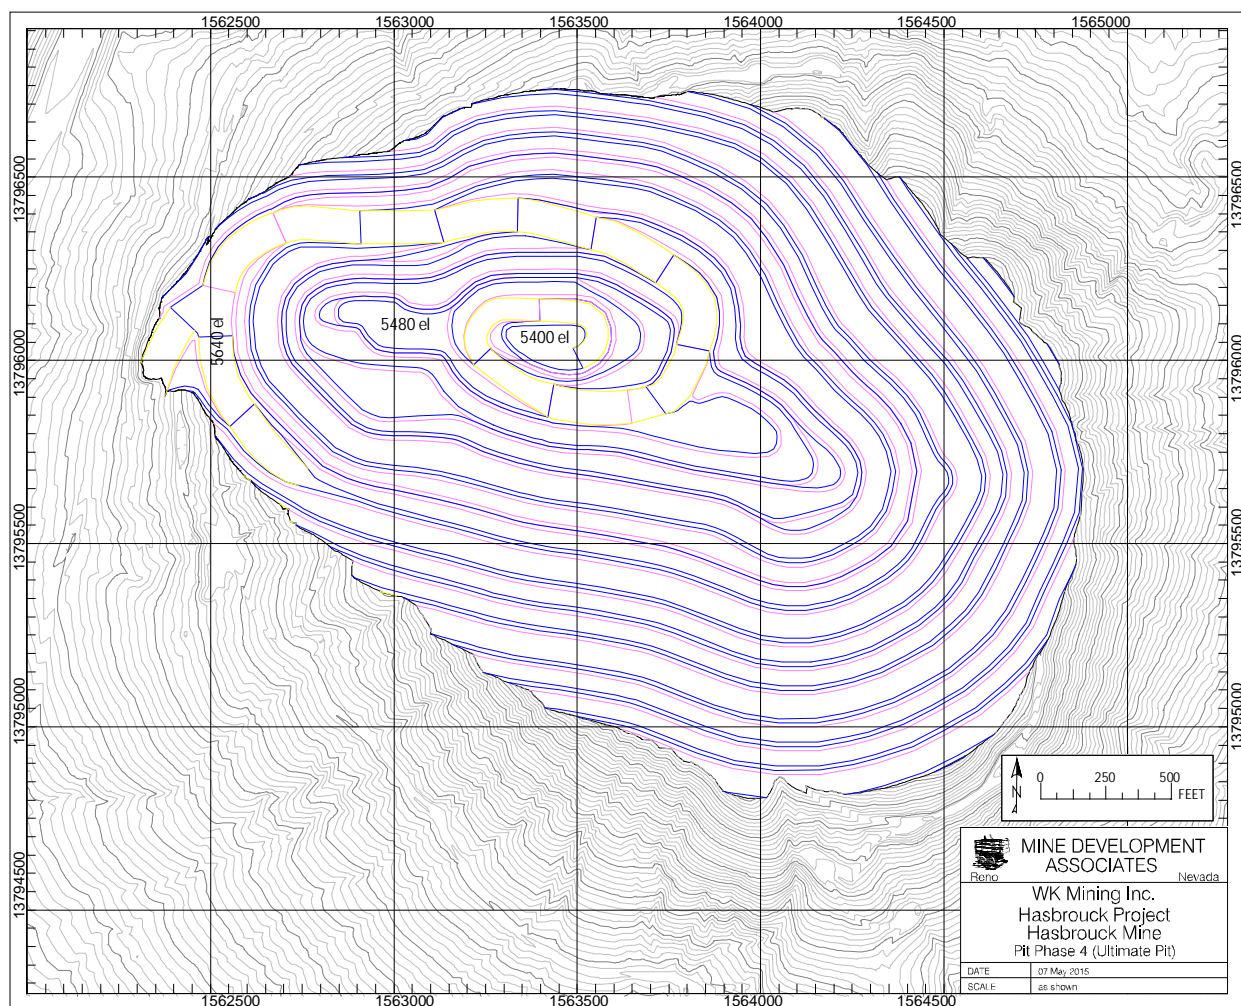 1562500 1563000 1563500 1564000 1564500 1565000
13796500 13796500
13796000 13796000
13795500 13795500
13795000 13795000
13794500
5640 el
5480 el
5400 el
0 250 500
FEET
N
MINE DEVELOPMENT
ASSOCIATES
Reno Nevada
WK Mining Inc.
Hasbrouck Project
Hasbrouck Mine
Pit Phase 4 (Ultimate Pit)
DATE 07 May 2015
SCALE as shown
1562500 1563000 1563500 1564000 1564500